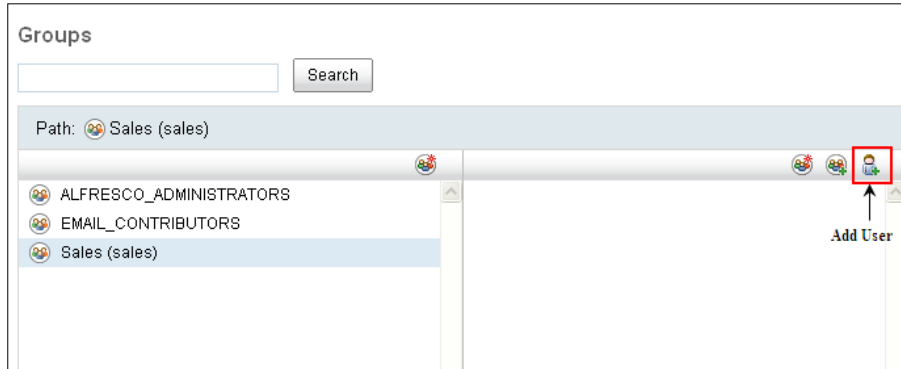 Groups
Search
Path: Sales (sales)
ALFRESCO_ADMINISTRATORS
EMAIL_CONTRIBUTORS
Sales (sales)
Add User